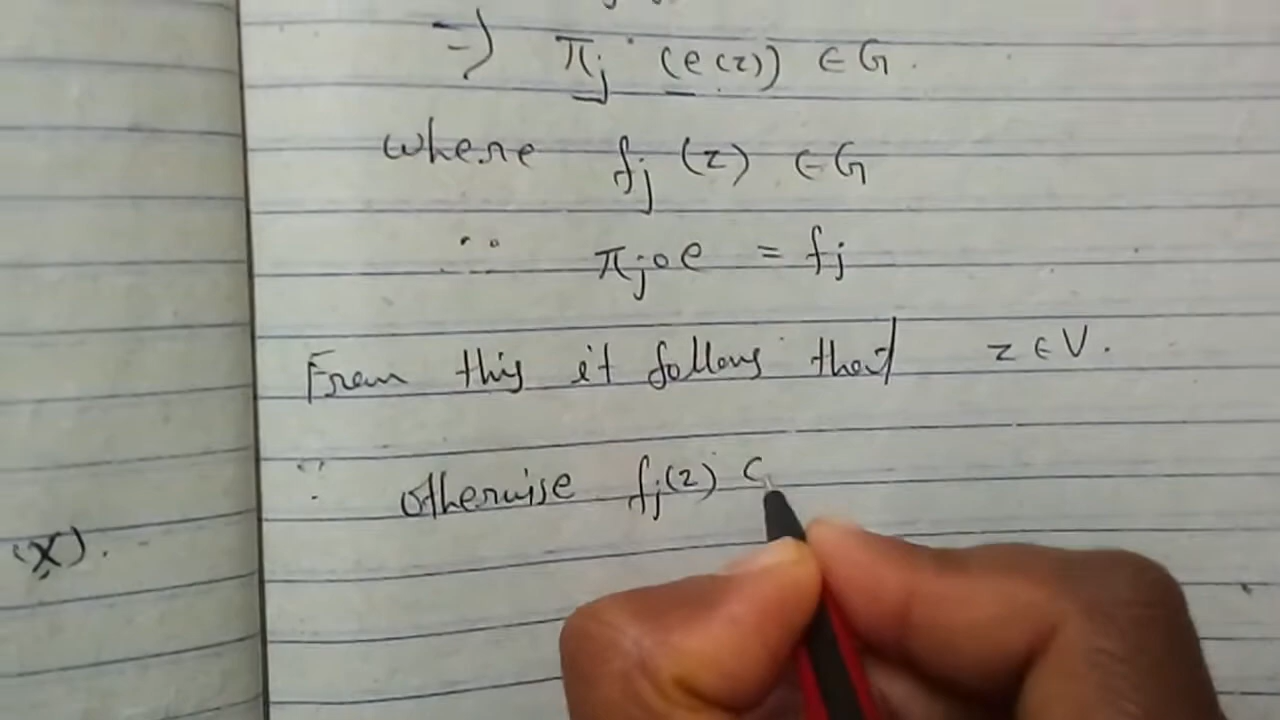 => πj (e(z)) ∈ G.
where fj (z) ∈ G
∴ πj∘e = fj
From this it follows that z ∈ V.
∵ otherwise fj(z)
(X).